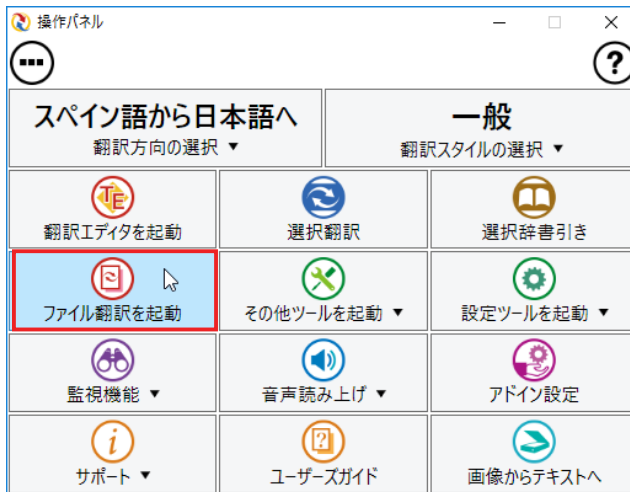 操作パネル
?
スペイン語から日本語へ
翻訳方向の選択 ▼
一般
翻訳スタイルの選択 ▼
TE
翻訳エディタを起動
選択翻訳
選択辞書引き
ファイル翻訳を起動
その他ツールを起動 ▼
設定ツールを起動 ▼
監視機能 ▼
音声読み上げ ▼
アドイン設定
i
サポート ▼
?
ユーザーズガイド
画像からテキストへ